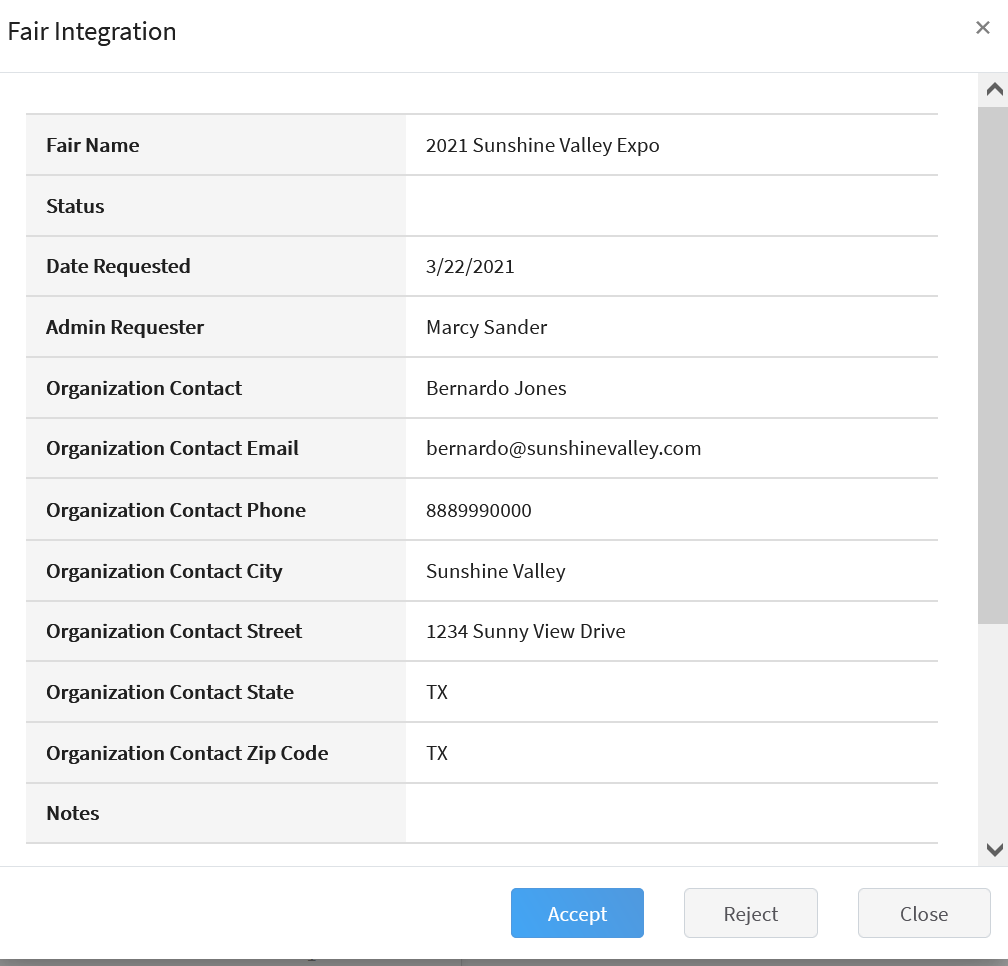 Fair Integration
Fair Name 2021 Sunshine Valley Expo
Status
Date Requested 3/22/2021
Admin Requester Marcy Sander
Organization Contact Bernardo Jones
Organization Contact Email bernardo@sunshinevalley.com
Organization Contact Phone 8889990000
Organization Contact City Sunshine Valley
Organization Contact Street 1234 Sunny View Drive
Organization Contact State TX
Organization Contact Zip Code TX
Notes
Accept Reject Close